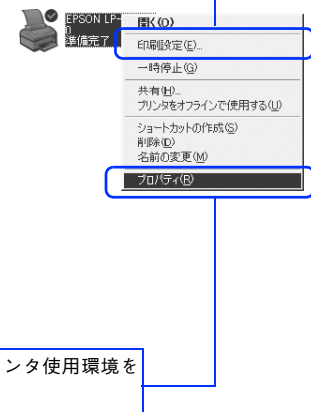 EPSON LP-
0
準備完了
開く(O)
印刷設定(E)...
一時停止(G)
共有(H)...
プリンタをオフラインで使用する(U)
ショートカットの作成(S)
削除(D)
名前の変更(M)
プロパティ(R)
ンタ使用環境を